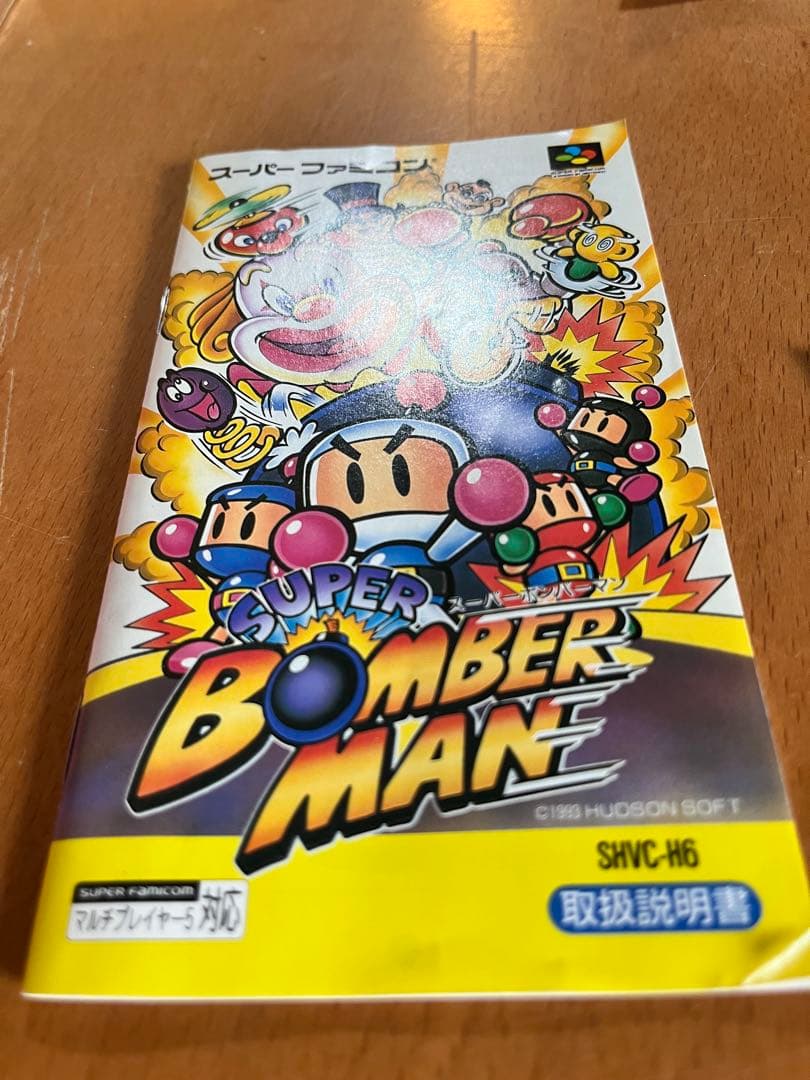 スーパーファミコン
SUPER
スーパーボンバーマン
BOMBER
MAN
©1993 HUDSON SOFT
SHVC-H6
SUPER FAMICOM
マルチプレイヤー5対応
取扱説明書